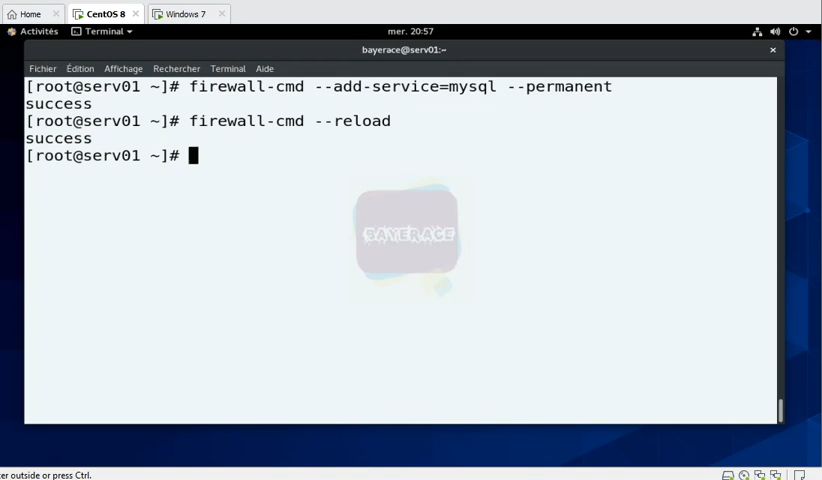 Home
CentOS 8
Windows 7
Activités
Terminal
mer. 20:57
bayerace@serv01:~
Fichier Édition Affichage Rechercher Terminal Aide
[root@serv01 ~]# firewall-cmd --add-service=mysql --permanent
success
[root@serv01 ~]# firewall-cmd --reload
success
[root@serv01 ~]#
BAYERACE
er outside or press Ctrl.